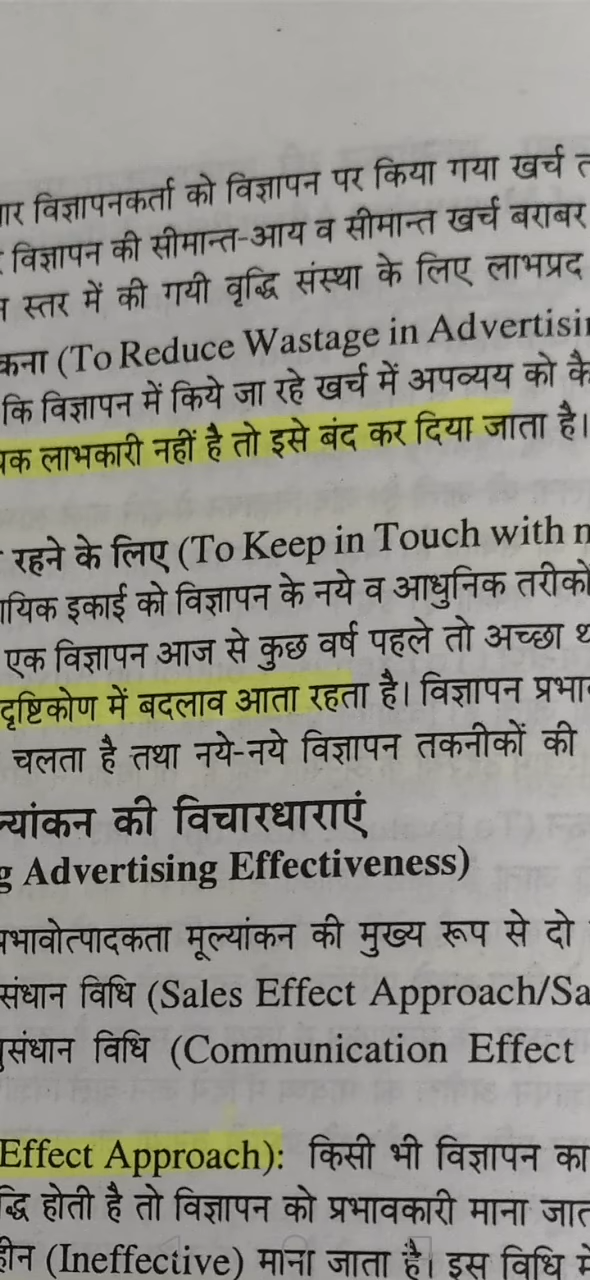 विज्ञापनकर्ता को विज्ञापन पर किया गया खर्च
विज्ञापन की सीमान्त-आय व सीमान्त खर्च बराबर
स्तर में की गयी वृद्धि संस्था के लिए लाभप्रद
(To Reduce Wastage in Advertisi
कि विज्ञापन में किये जा रहे खर्च में अपव्यय को
लाभकारी नहीं है तो इसे बंद कर दिया जाता है।
रहने के लिए (To Keep in Touch with
इकाई को विज्ञापन के नये व आधुनिक तरीको
एक विज्ञापन आज से कुछ वर्ष पहले तो अच्छा
दृष्टिकोण में बदलाव आता रहता है। विज्ञापन प्रभा
चलता है तथा नये-नये विज्ञापन तकनीकों की
ल्यांकन की विचारधाराएं
g Advertising Effectiveness)
प्रभावोत्पादकता मूल्यांकन की मुख्य रूप से दो
संधान विधि (Sales Effect Approach/Sa
संधान विधि (Communication Effect
Effect Approach): किसी भी विज्ञापन का
द्धि होती है तो विज्ञापन को प्रभावकारी माना जात
हीन (Ineffective) माना जाता है। इस विधि में